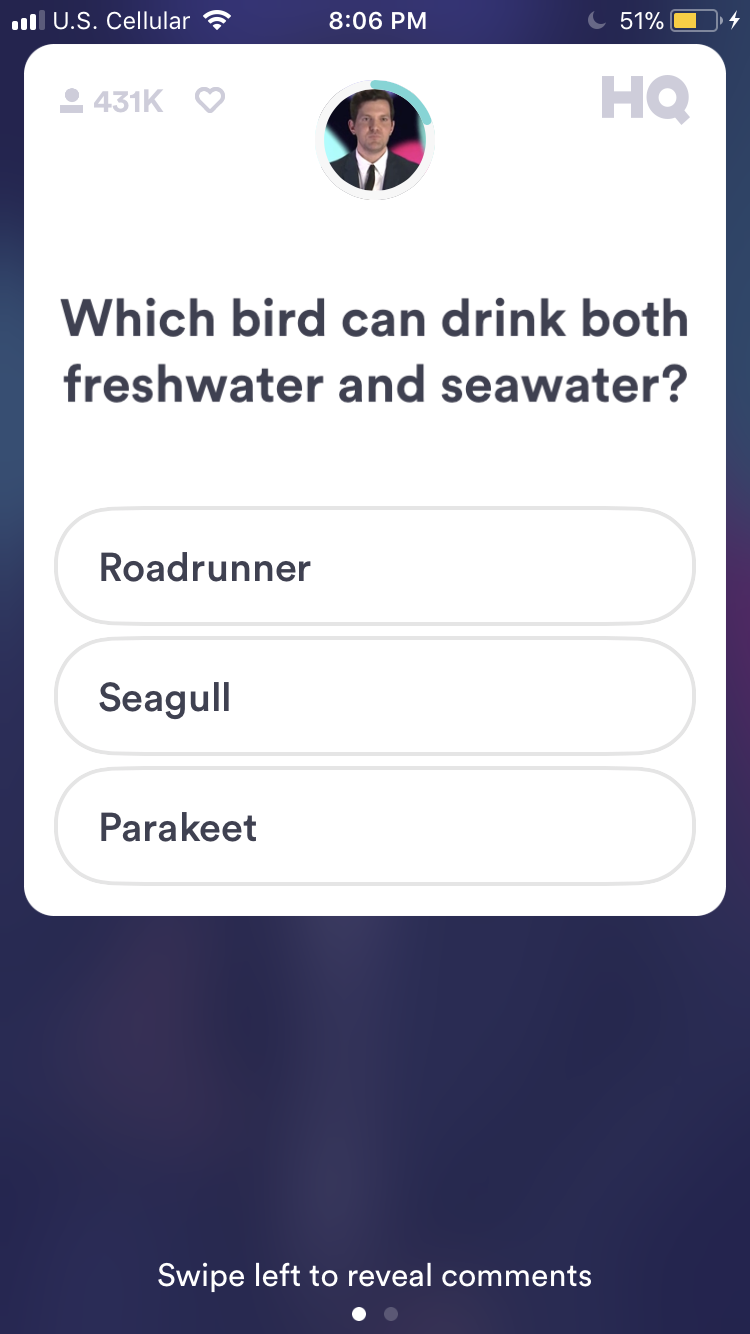 U.S. Cellular 8:06 PM 51%
431K HQ
Which bird can drink both
freshwater and seawater?
Roadrunner
Seagull
Parakeet
Swipe left to reveal comments